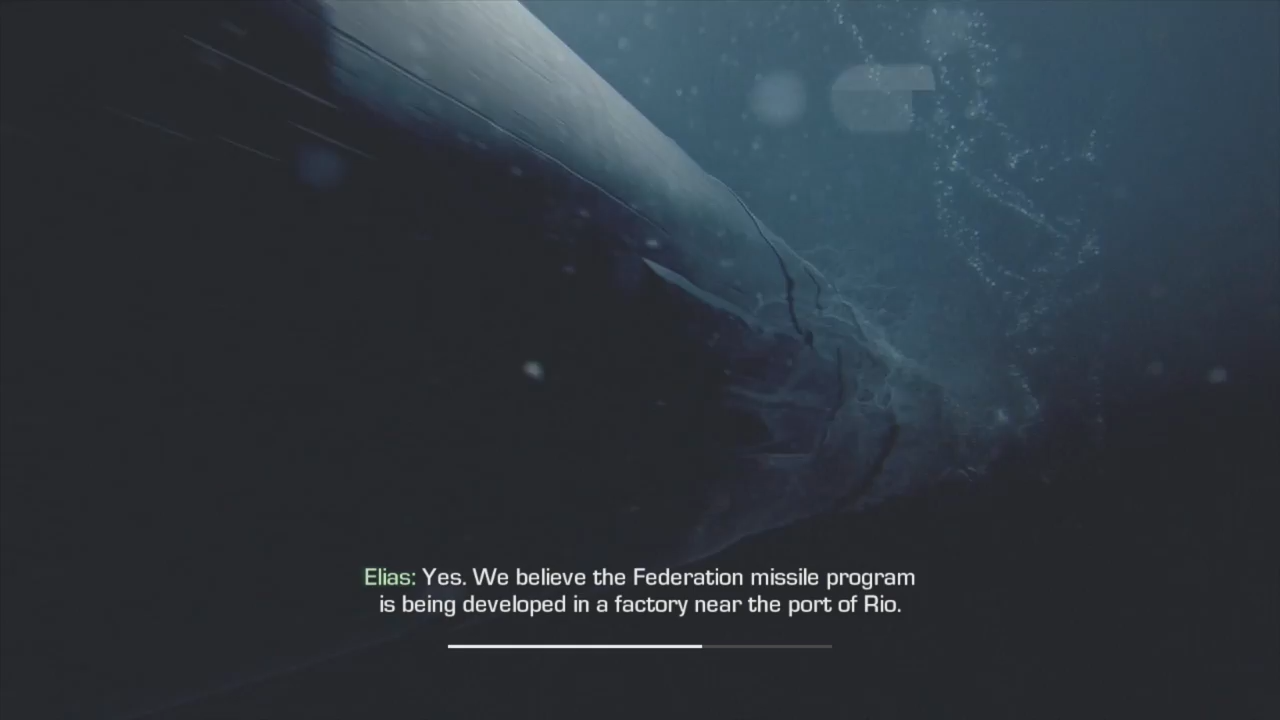 Elias: Yes. We believe the Federation missile program
is being developed in a factory near the port of Rio.